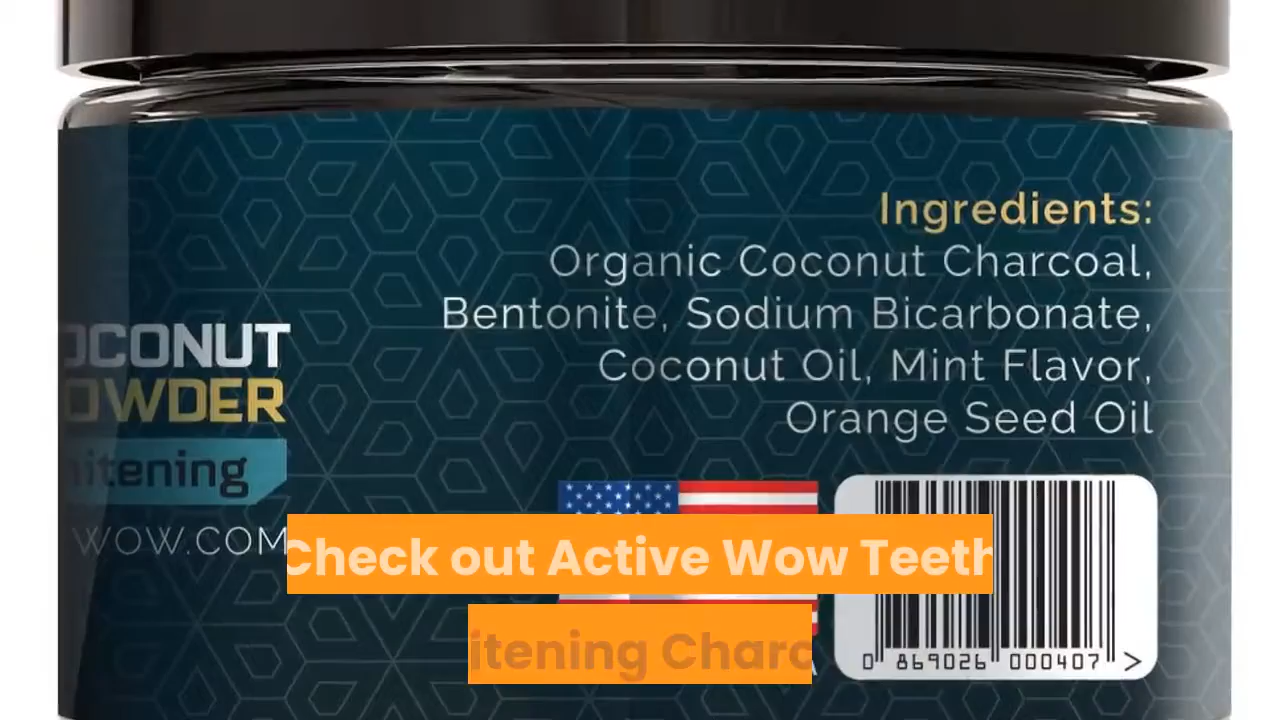 Ingredients:
Organic Coconut Charcoal,
Bentonite, Sodium Bicarbonate,
Coconut Oil, Mint Flavor,
Orange Seed Oil
OCONUT
OWDER
itening
WOW.COM
Check out Active Wow Teeth
itening Charc
0 869026 000407 >